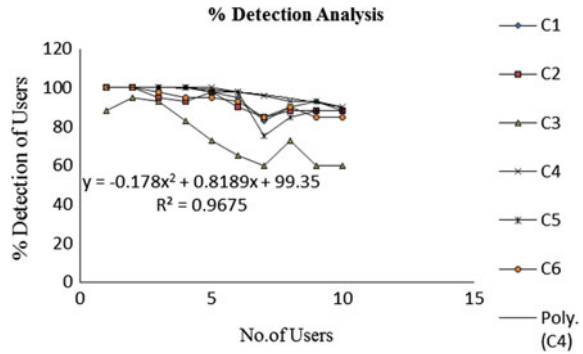 % Detection Analysis
120
100
80
60
40
20
0
% Detection of Users
y = -0.178x² + 0.8189x + 99.35
R² = 0.9675
0
5
10
15
No.of Users
C1
C2
C3
C4
C5
C6
Poly.
(C4)